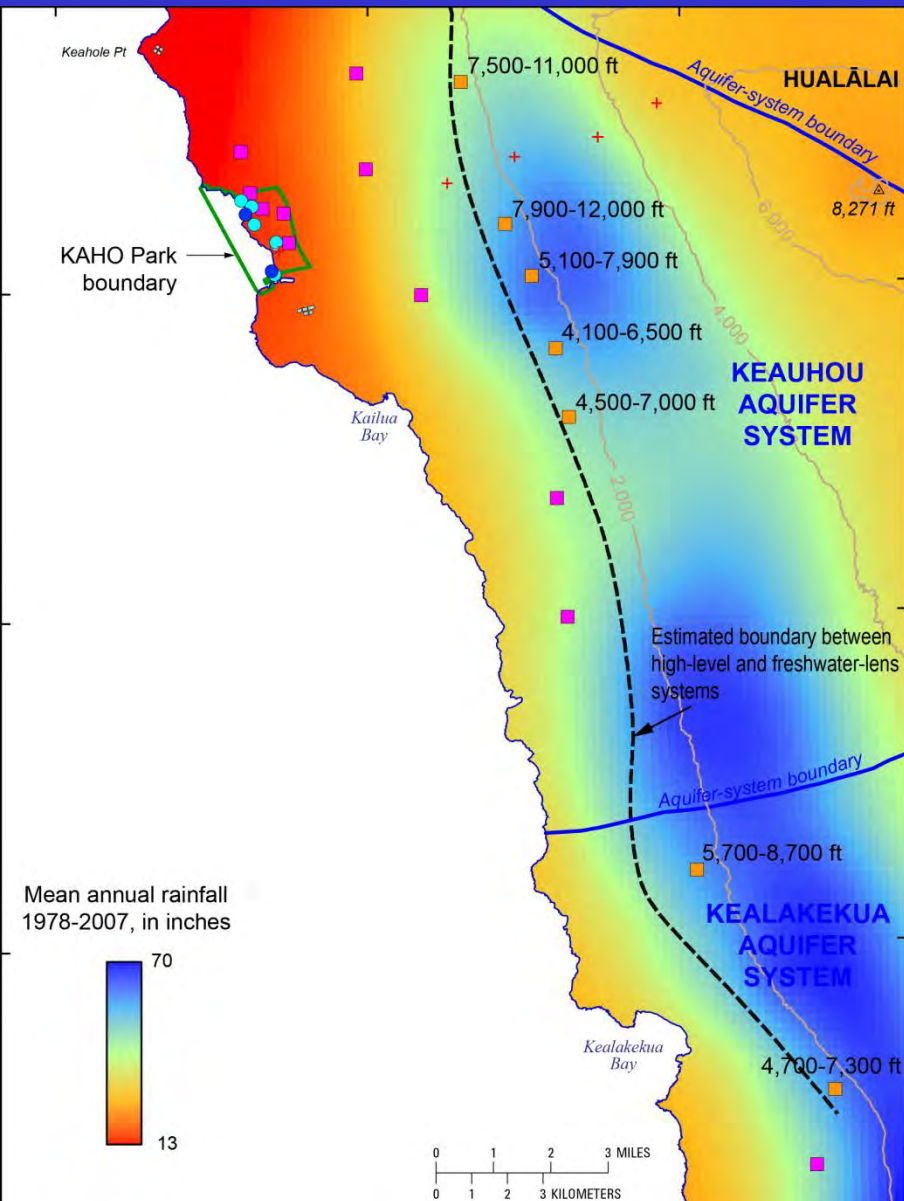 Keahole Pt
7,500-11,000 ft
Aquifer-system boundary
HUALĀLAI
8,271 ft
6,000
4,000
7,900-12,000 ft
KAHO Park
boundary
5,100-7,900 ft
4,100-6,500 ft
KEAUHOU
AQUIFER
SYSTEM
4,500-7,000 ft
Kailua
Bay
2,000
Estimated boundary between
high-level and freshwater-lens
systems
Aquifer-system boundary
5,700-8,700 ft
Mean annual rainfall
1978-2007, in inches
70
13
KEALAKEKUA
AQUIFER
SYSTEM
Kealakekua
Bay
4,700-7,300 ft
0 1 2 3 MILES
0 1 2 3 KILOMETERS